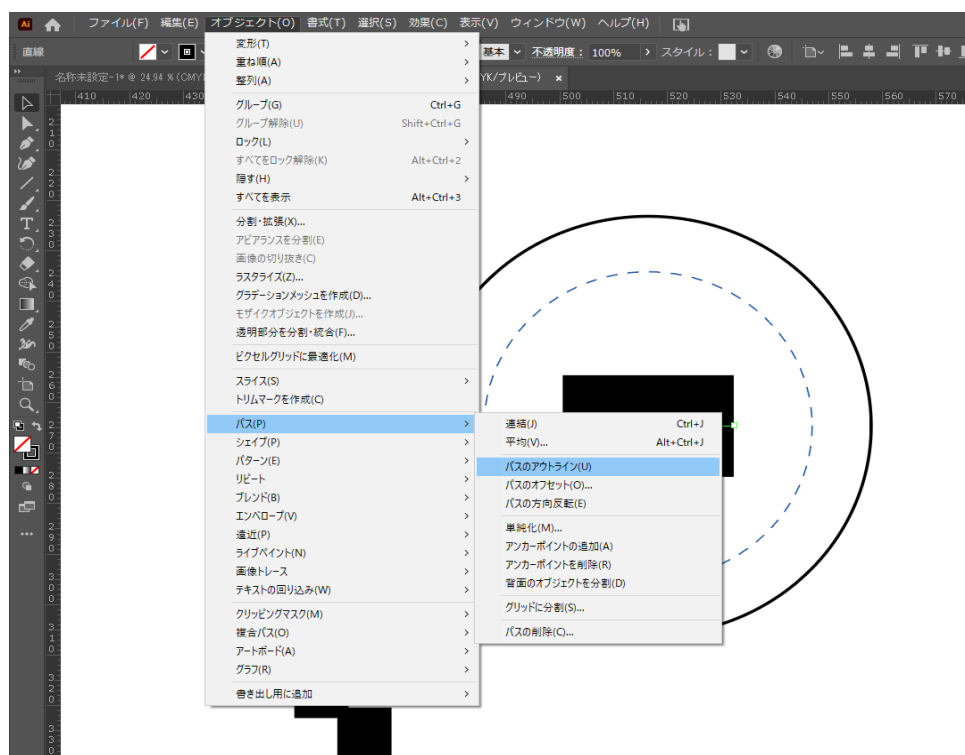 Ai ファイル(F) 編集(E) オブジェクト(O) 書式(T) 選択(S) 効果(C) 表示(V) ウィンドウ(W) ヘルプ(H)
直線 基本 不透明度： 100% スタイル：
名称未設定-1* @ 24.94 % (CMY YK/プレビュー) ×
410 420 430 490 500 510 520 530 540 550 560 570
変形(T)
重ね順(A)
整列(A)
グループ(G) Ctrl+G
グループ解除(U) Shift+Ctrl+G
ロック(L)
すべてをロック解除(K) Alt+Ctrl+2
隠す(H)
すべてを表示 Alt+Ctrl+3
分割・拡張(X)...
アピアランスを分割(E)
画像の切り抜き(C)
ラスタライズ(Z)...
グラデーションメッシュを作成(D)...
モザイクオブジェクトを作成(J)...
透明部分を分割・統合(F)...
ピクセルグリッドに最適化(M)
スライス(S)
トリムマークを作成(C)
パス(P)
シェイプ(P)
パターン(E)
リピート
ブレンド(B)
エンベロープ(V)
遠近(P)
ライブペイント(N)
画像トレース
テキストの回り込み(W)
クリッピングマスク(M)
複合パス(O)
アートボード(A)
グラフ(R)
書き出し用に追加
連結(J) Ctrl+J
平均(V)... Alt+Ctrl+J
パスのアウトライン(U)
パスのオフセット(O)...
パスの方向反転(E)
単純化(M)...
アンカーポイントの追加(A)
アンカーポイントを削除(R)
背面のオブジェクトを分割(D)
グリッドに分割(S)...
パスの削除(C)...
210
220
230
240
250
260
270
280
290
300
310
320
330